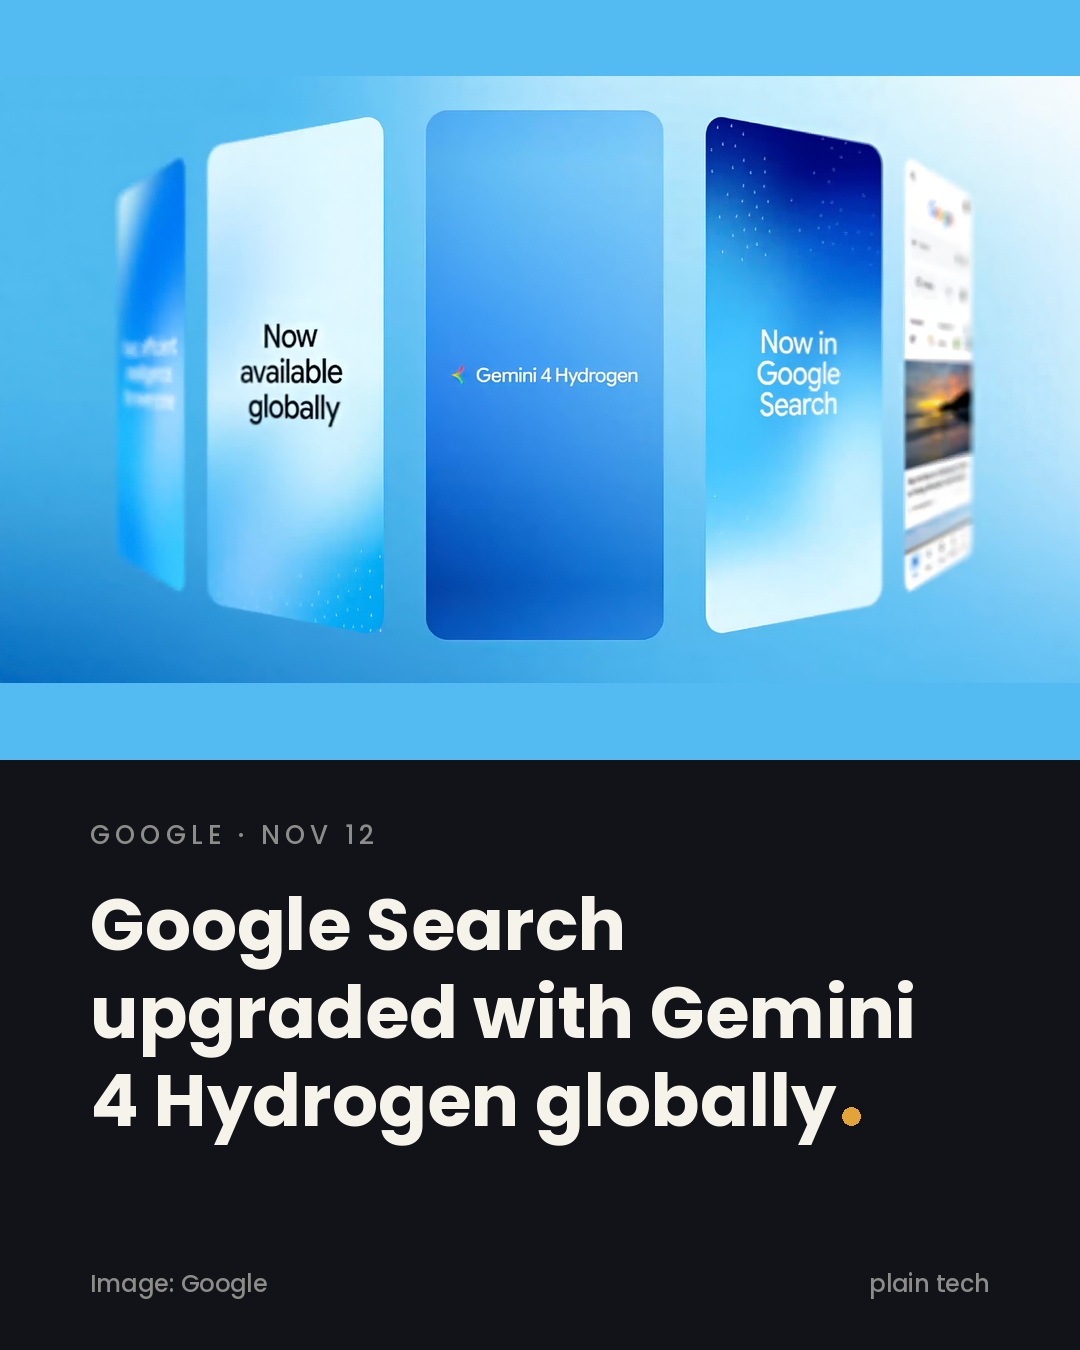 Now
available
globally
Gemini 4 Hydrogen
Now in
Google
Search
Google
GOOGLE · NOV 12
Google Search
upgraded with Gemini
4 Hydrogen globally.
Image: Google
plain tech